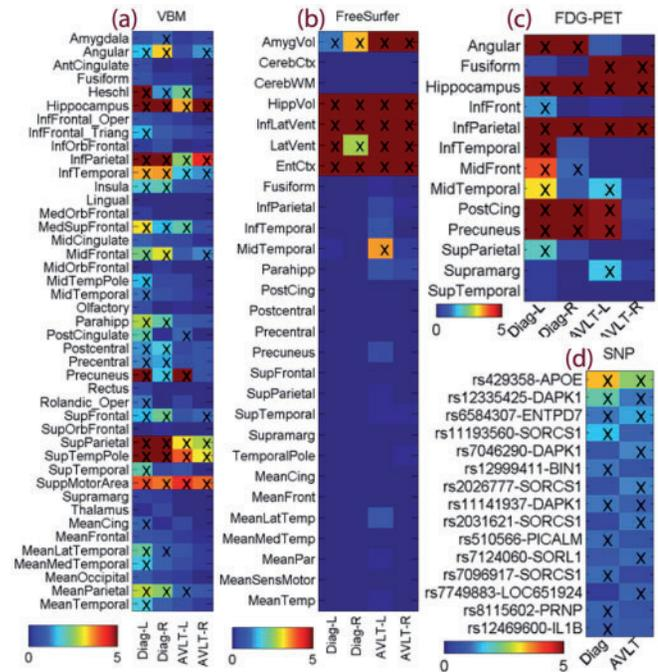 (a) VBM
Amygdala
Angular
AntCingulate
Fusiform
Heschl
Hippocampus
InfFrontal_Oper
InfFrontal_Triang
InfOrbFrontal
InfParietal
InfTemporal
Insula
Lingual
MedOrbFrontal
MedSupFrontal
MidCingulate
MidFrontal
MidOrbFrontal
MidTempPole
MidTemporal
Olfactory
Parahipp
PostCingulate
Postcentral
Precentral
Precuneus
Rectus
Rolandic_Oper
SupFrontal
SupOrbFrontal
SupParietal
SupTempPole
SupTemporal
SuppMotorArea
Supramarg
Thalamus
MeanCing
MeanFrontal
MeanLatTemporal
MeanMedTemporal
MeanOccipital
MeanParietal
MeanTemporal
Diag-L Diag-R AVLT-L AVLT-R
0 5
(b) FreeSurfer
AmygVol
CerebCtx
CerebWM
HippVol
InfLatVent
LatVent
EntCtx
Fusiform
InfParietal
InfTemporal
MidTemporal
Parahipp
PostCing
Postcentral
Precentral
Precuneus
SupFrontal
SupParietal
SupTemporal
Supramarg
TemporalPole
MeanCing
MeanFront
MeanLatTemp
MeanMedTemp
MeanPar
MeanSensMotor
MeanTemp
Diag-L Diag-R AVLT-L AVLT-R
0 5
(c) FDG-PET
Angular
Fusiform
Hippocampus
InfFront
InfParietal
InfTemporal
MidFront
MidTemporal
PostCing
Precuneus
SupParietal
Supramarg
SupTemporal
Diag-L Diag-R AVLT-L AVLT-R
0 5
(d) SNP
rs429358-APOE
rs12335425-DAPK1
rs6584307-ENTPD7
rs11193560-SORCS1
rs7046290-DAPK1
rs12999411-BIN1
rs2026777-SORCS1
rs11141937-DAPK1
rs2031621-SORCS1
rs510566-PICALM
rs7124060-SORL1
rs7096917-SORCS1
rs7749883-LOC651924
rs8115602-PRNP
rs12469600-IL1B
Diag AVLT
0 5